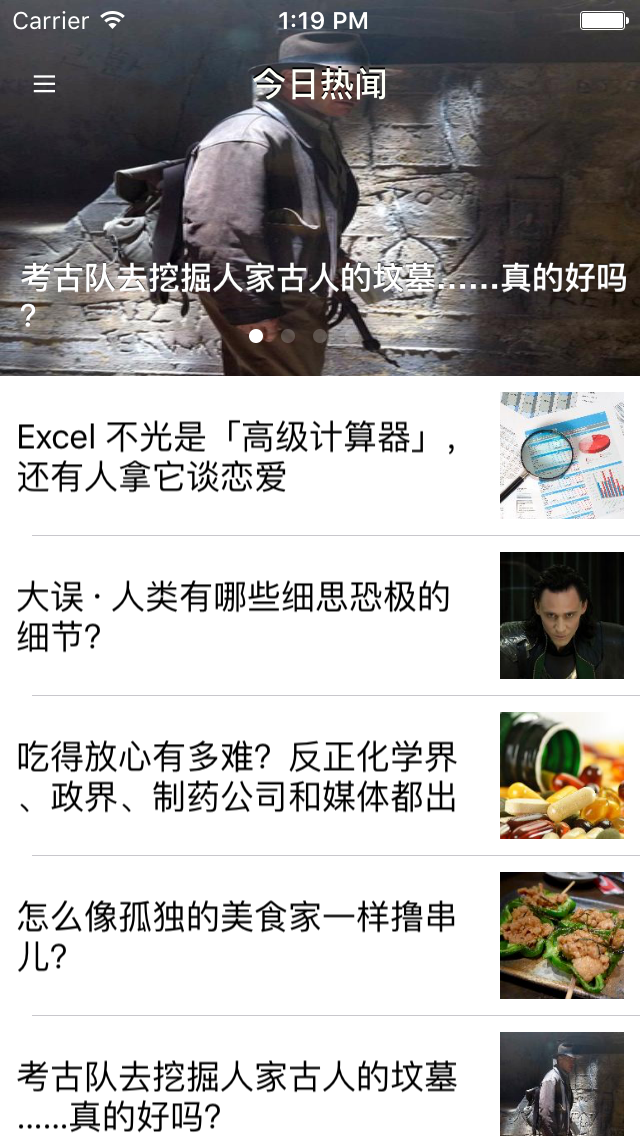 Carrier 1:19 PM
今日热闻
考古队去挖掘人家古人的坟墓……真的好吗
?
Excel 不光是「高级计算器」,
还有人拿它谈恋爱
大误 · 人类有哪些细思恐极的
细节?
吃得放心有多难?反正化学界
、政界、制药公司和媒体都出
怎么像孤独的美食家一样撸串
儿?
考古队去挖掘人家古人的坟墓
……真的好吗?